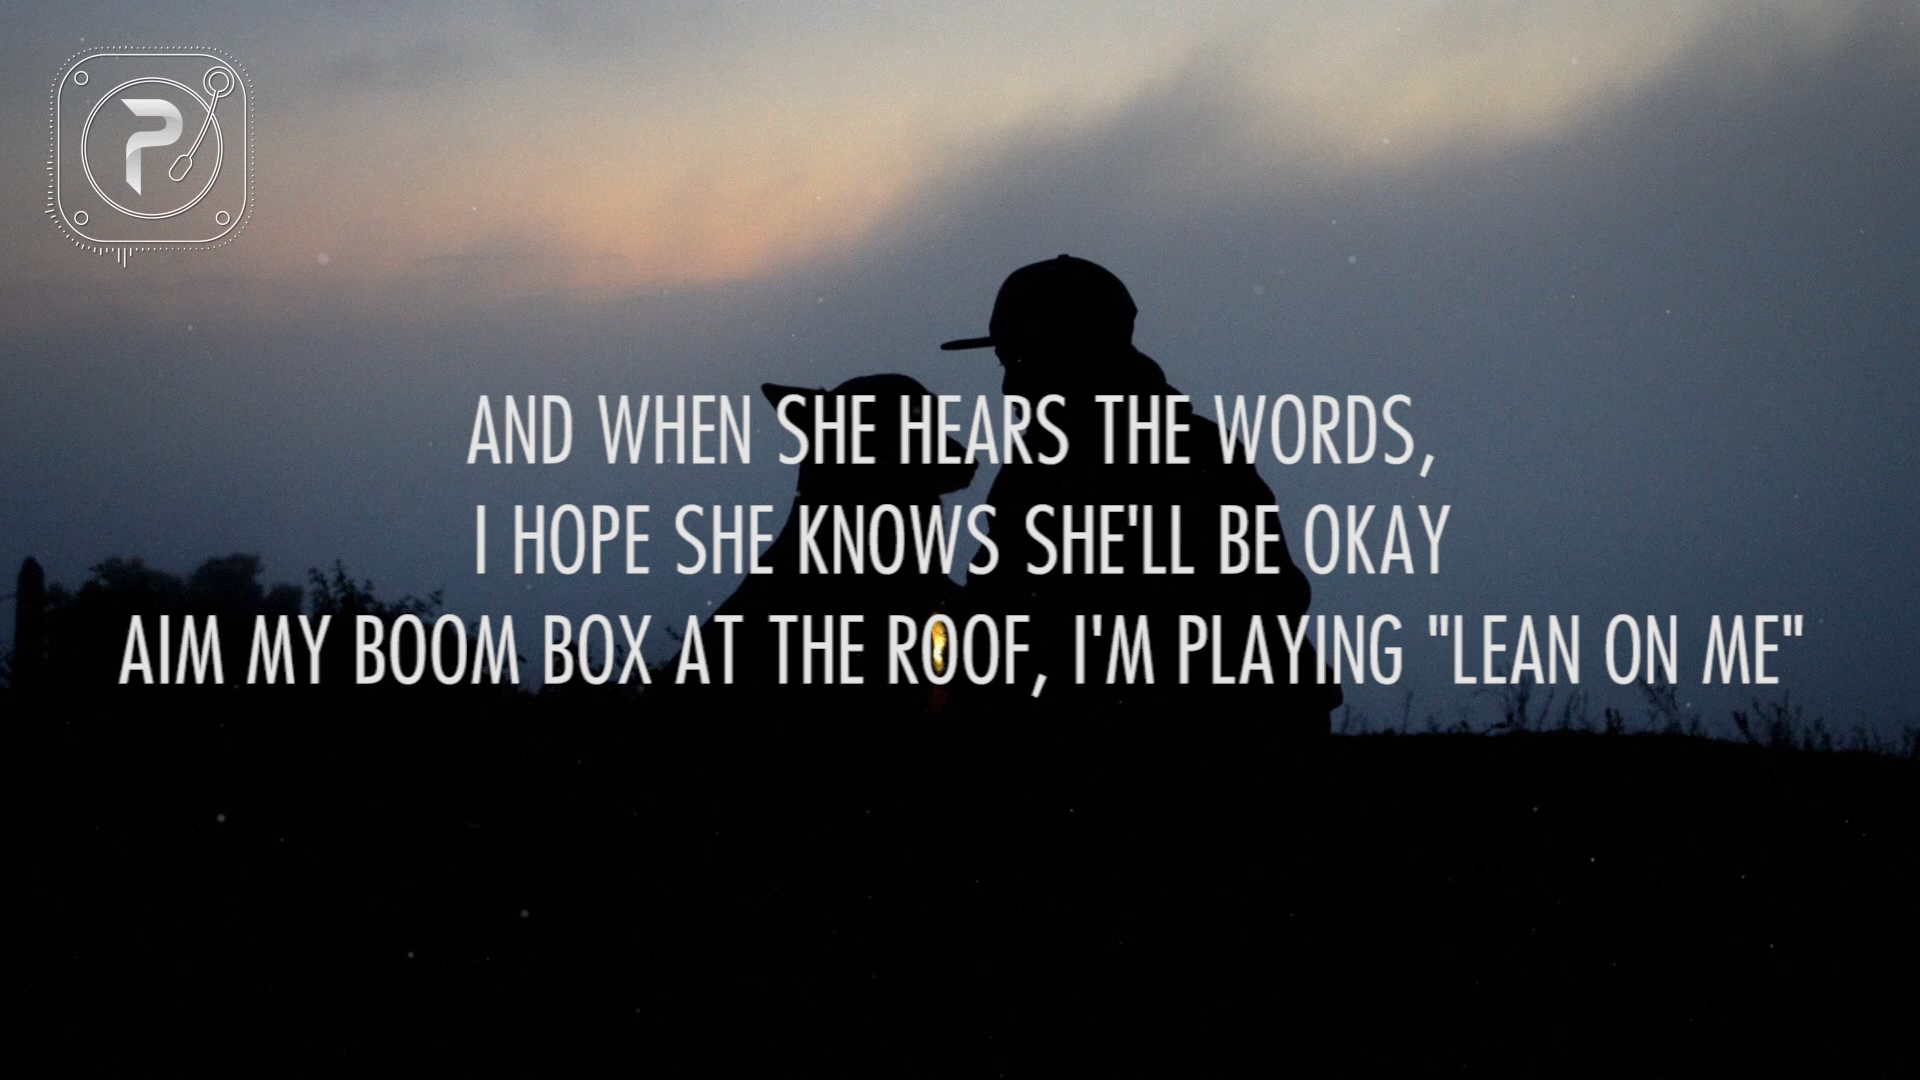 P
AND WHEN SHE HEARS THE WORDS,
I HOPE SHE KNOWS SHE'LL BE OKAY
AIM MY BOOM BOX AT THE ROOF, I'M PLAYING "LEAN ON ME"